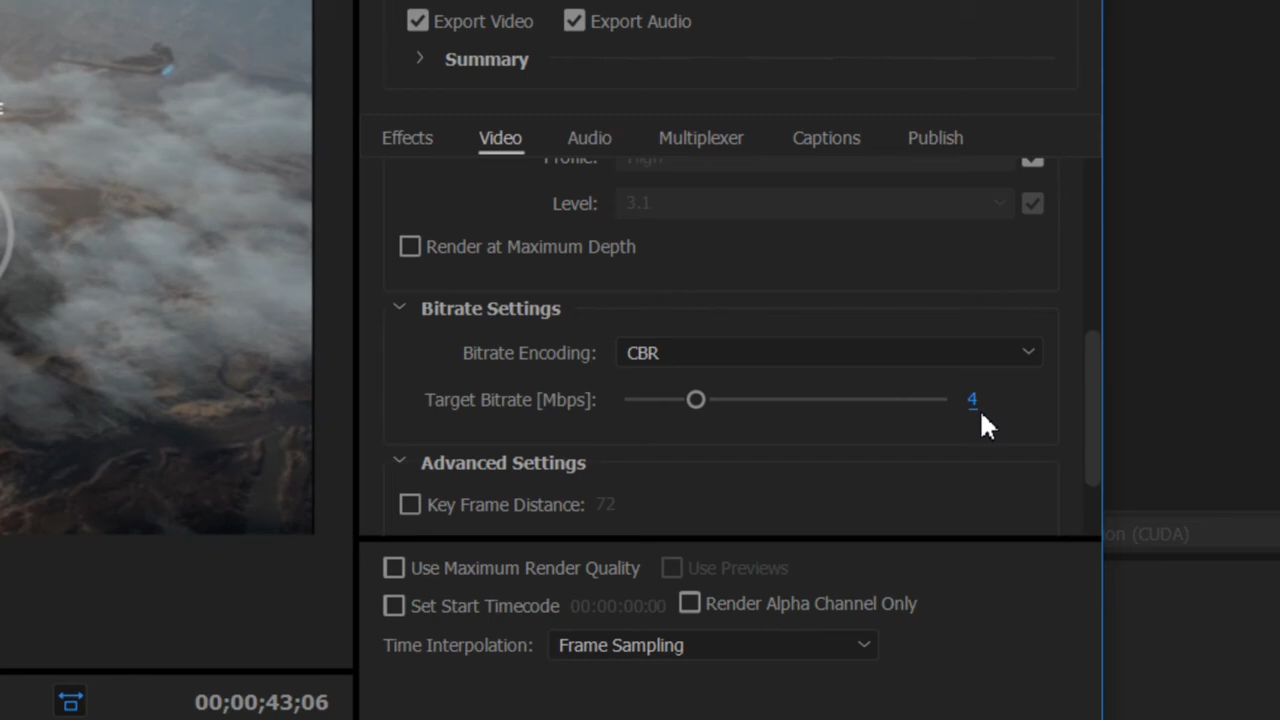 Export Video Export Audio
Summary
Effects Video Audio Multiplexer Captions Publish
Profile: High
Level: 3.1
Render at Maximum Depth
Bitrate Settings
Bitrate Encoding: CBR
Target Bitrate [Mbps]: 4
Advanced Settings
Key Frame Distance: 72
on (CUDA)
Use Maximum Render Quality Use Previews
Set Start Timecode 00:00:00:00 Render Alpha Channel Only
Time Interpolation: Frame Sampling
00;00;43;06